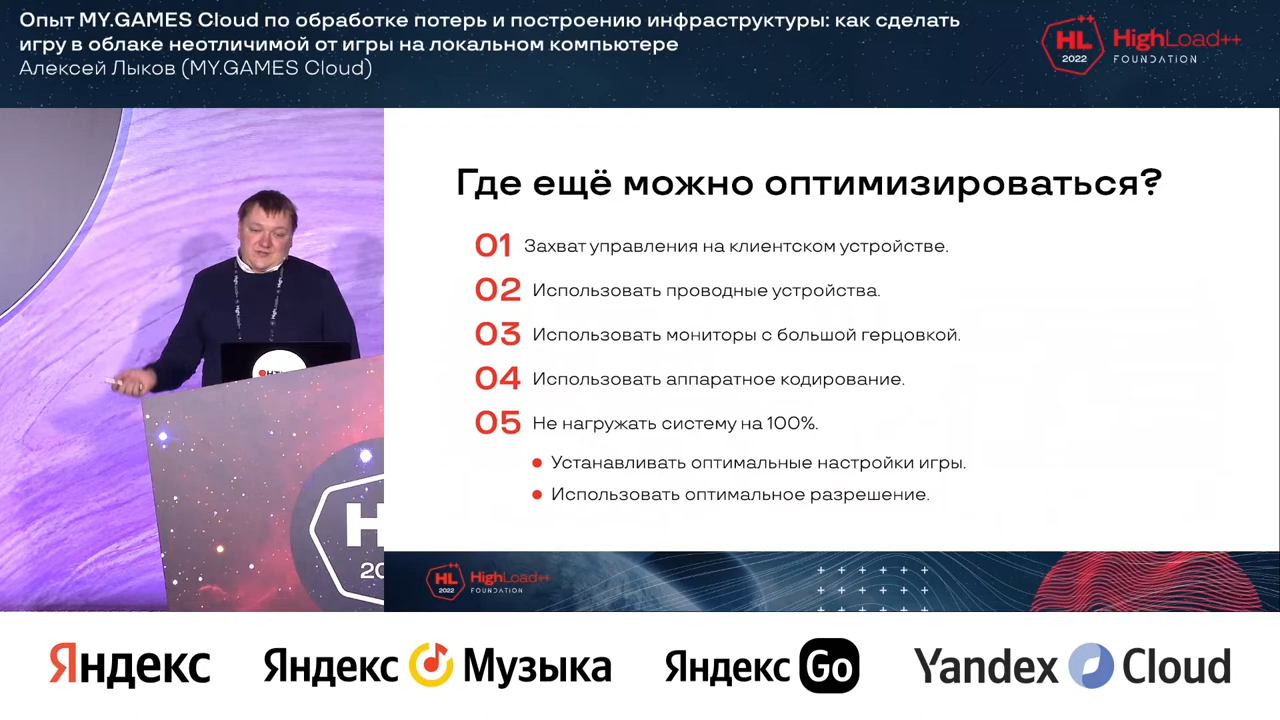 Опыт MY.GAMES Cloud по обработке потерь и построению инфраструктуры: как сделать
игру в облаке неотличимой от игры на локальном компьютере
Алексей Лыков (MY.GAMES Cloud)
HL
2022
HighLoad++
FOUNDATION
Где ещё можно оптимизироваться?
01 Захват управления на клиентском устройстве.
02 Использовать проводные устройства.
03 Использовать мониторы с большой герцовкой.
04 Использовать аппаратное кодирование.
05 Не нагружать систему на 100%.
Устанавливать оптимальные настройки игры.
Использовать оптимальное разрешение.
HL
2022
HighLoad++
FOUNDATION
Яндекс
Яндекс Музыка
Яндекс Go
Yandex Cloud